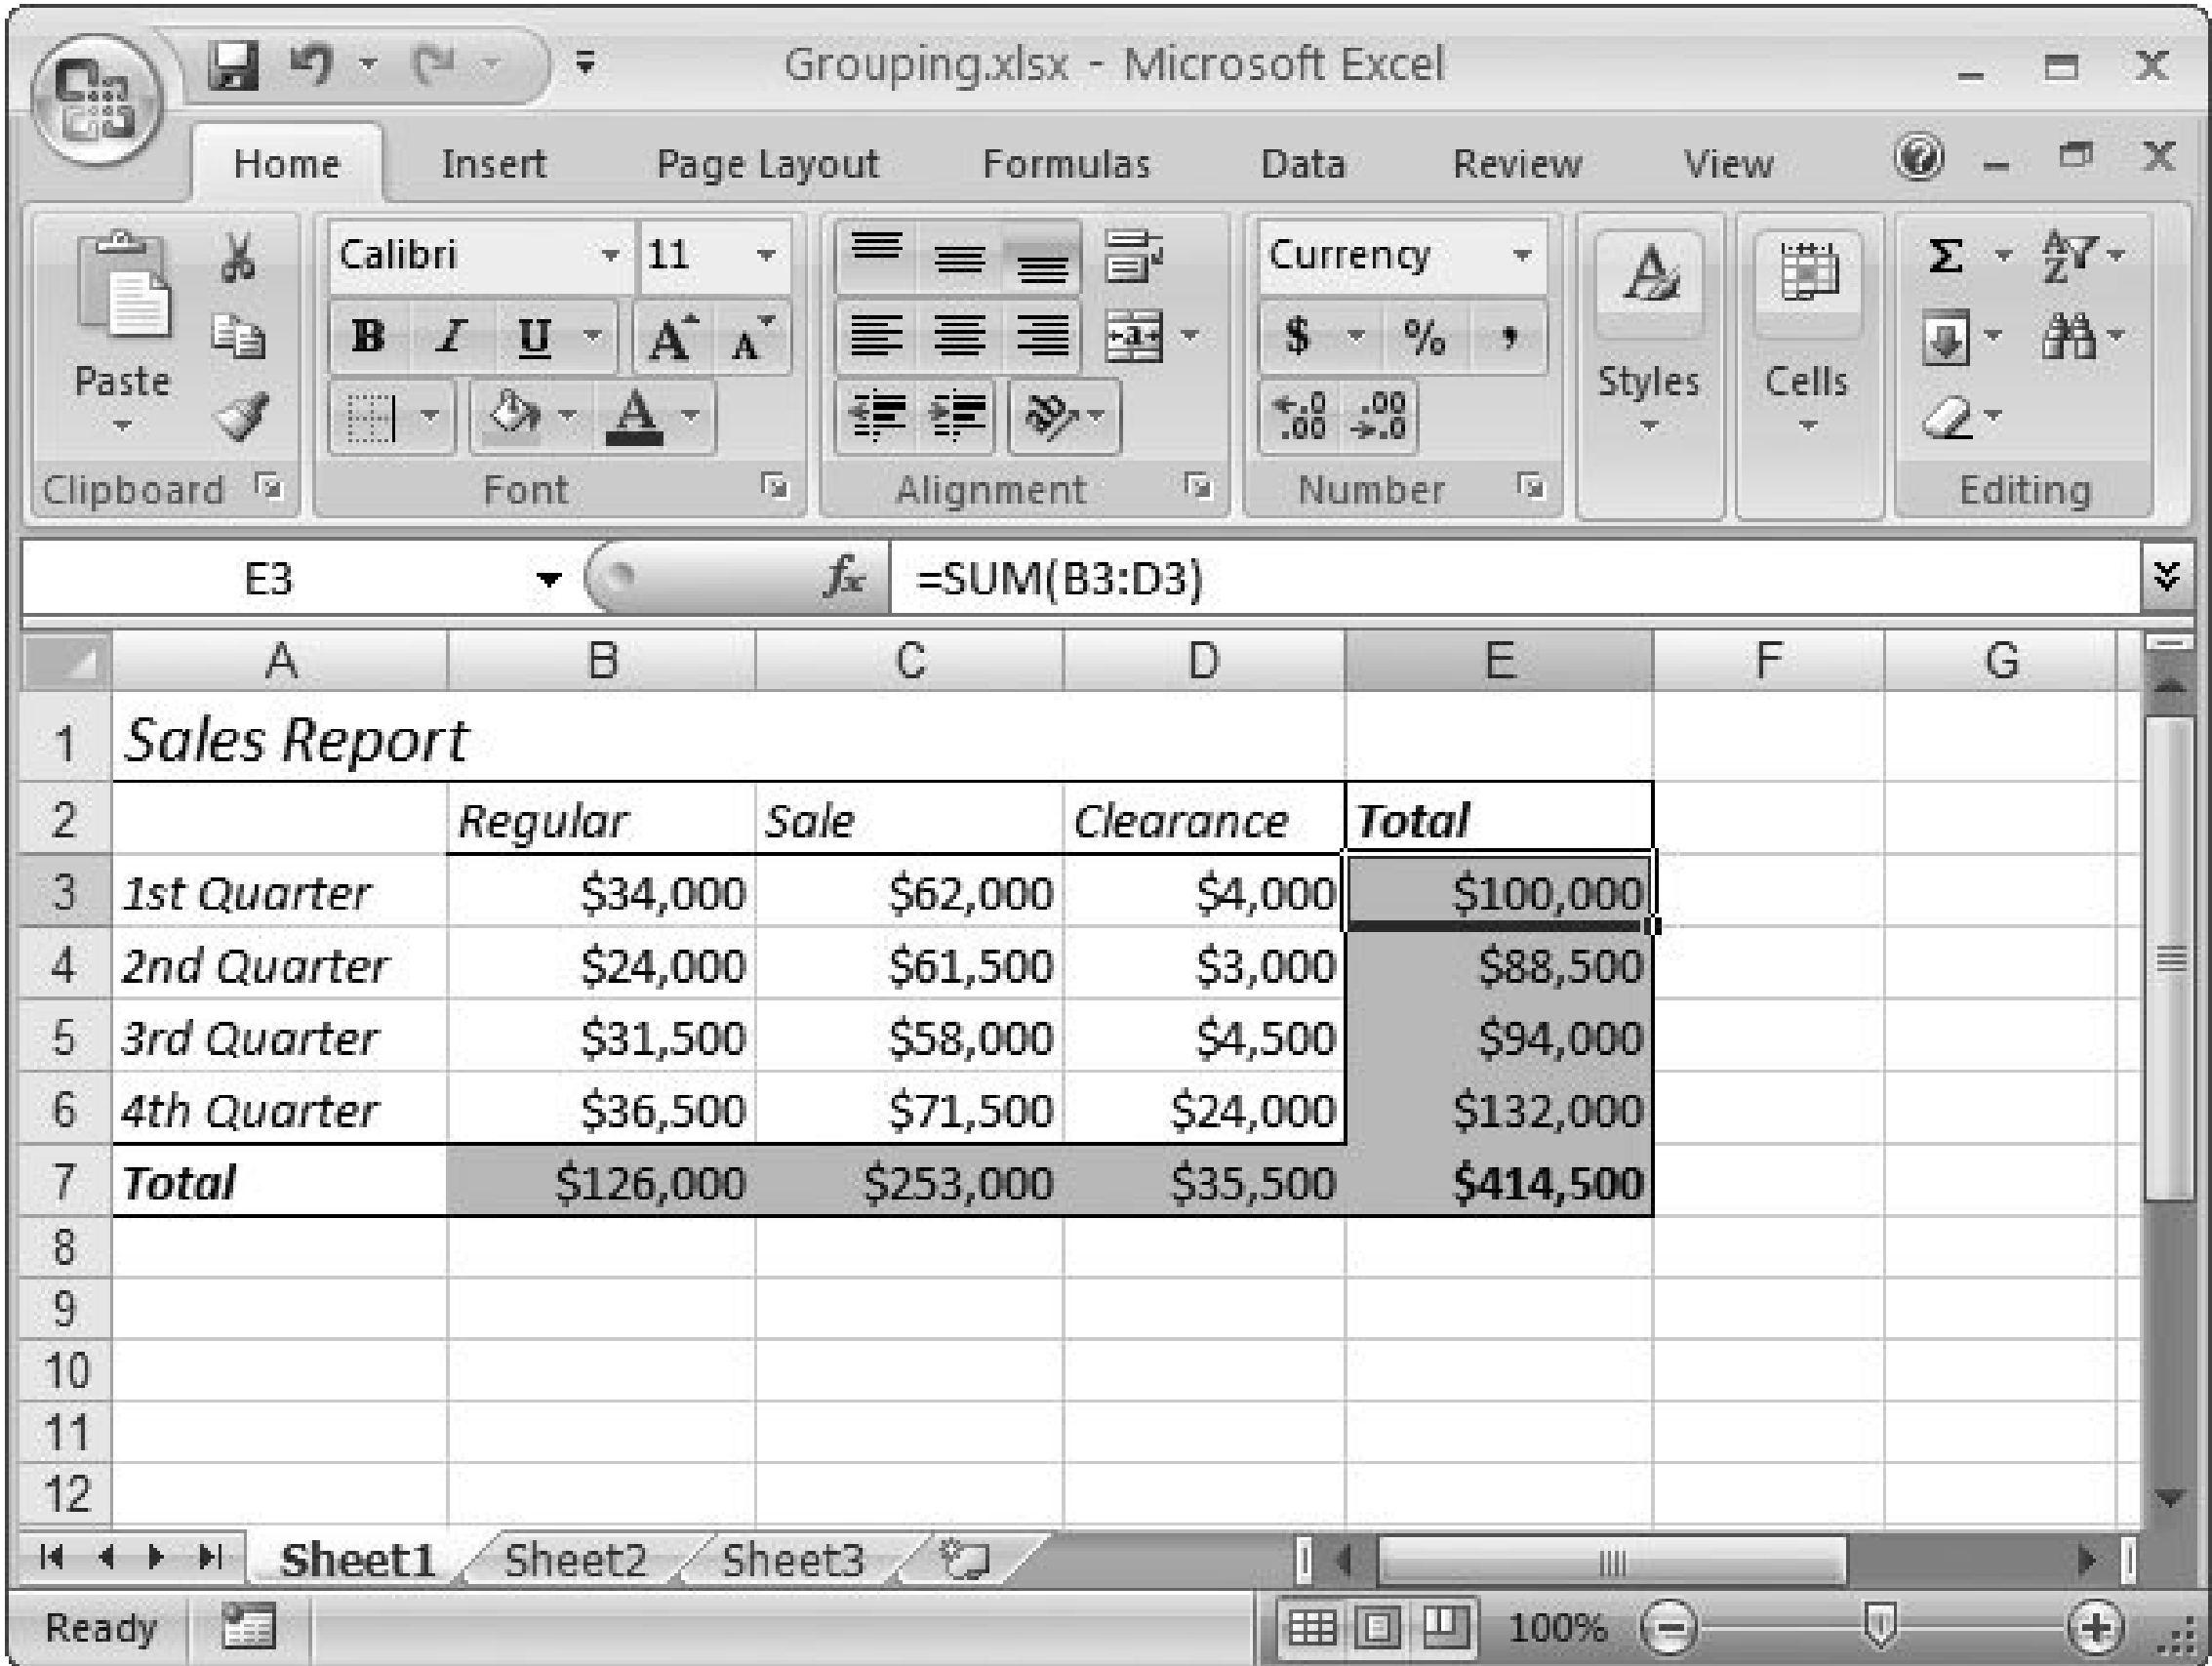 Grouping.xlsx - Microsoft Excel
Home Insert Page Layout Formulas Data Review View
Calibri 11 Currency
B I U A A $ % ,
Paste Styles Cells
A ab .0 .00 .00 .0
Clipboard Font Alignment Number Editing
E3 fx =SUM(B3:D3)
A B C D E F G
1 Sales Report
2 Regular Sale Clearance Total
3 1st Quarter $34,000 $62,000 $4,000 $100,000
4 2nd Quarter $24,000 $61,500 $3,000 $88,500
5 3rd Quarter $31,500 $58,000 $4,500 $94,000
6 4th Quarter $36,500 $71,500 $24,000 $132,000
7 Total $126,000 $253,000 $35,500 $414,500
8
9
10
11
12
Sheet1 Sheet2 Sheet3
Ready 100%